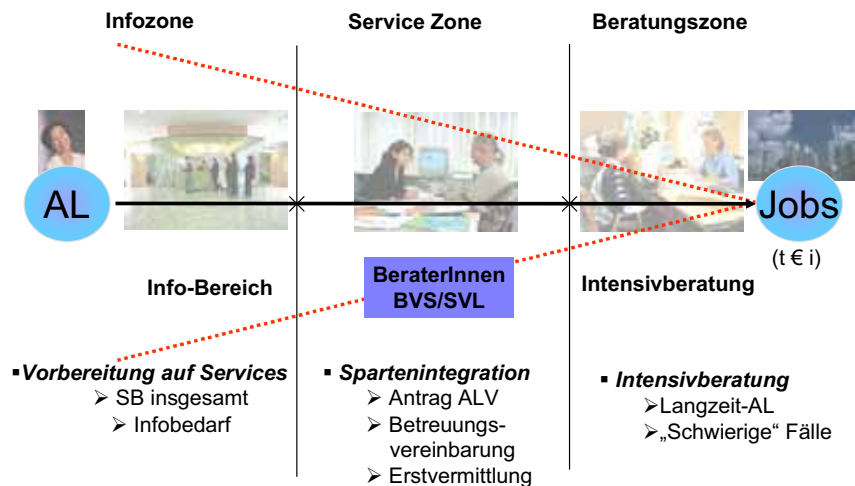 Infozone
Service Zone
Beratungszone
AL
Jobs
(t € i)
Info-Bereich
BeraterInnen
BVS/SVL
Intensivberatung
▪Vorbereitung auf Services
➢ SB insgesamt
➢ Infobedarf
▪ Spartenintegration
➢ Antrag ALV
➢ Betreuungs-
vereinbarung
➢ Erstvermittlung
▪ Intensivberatung
➢Langzeit-AL
➢„Schwierige“ Fälle